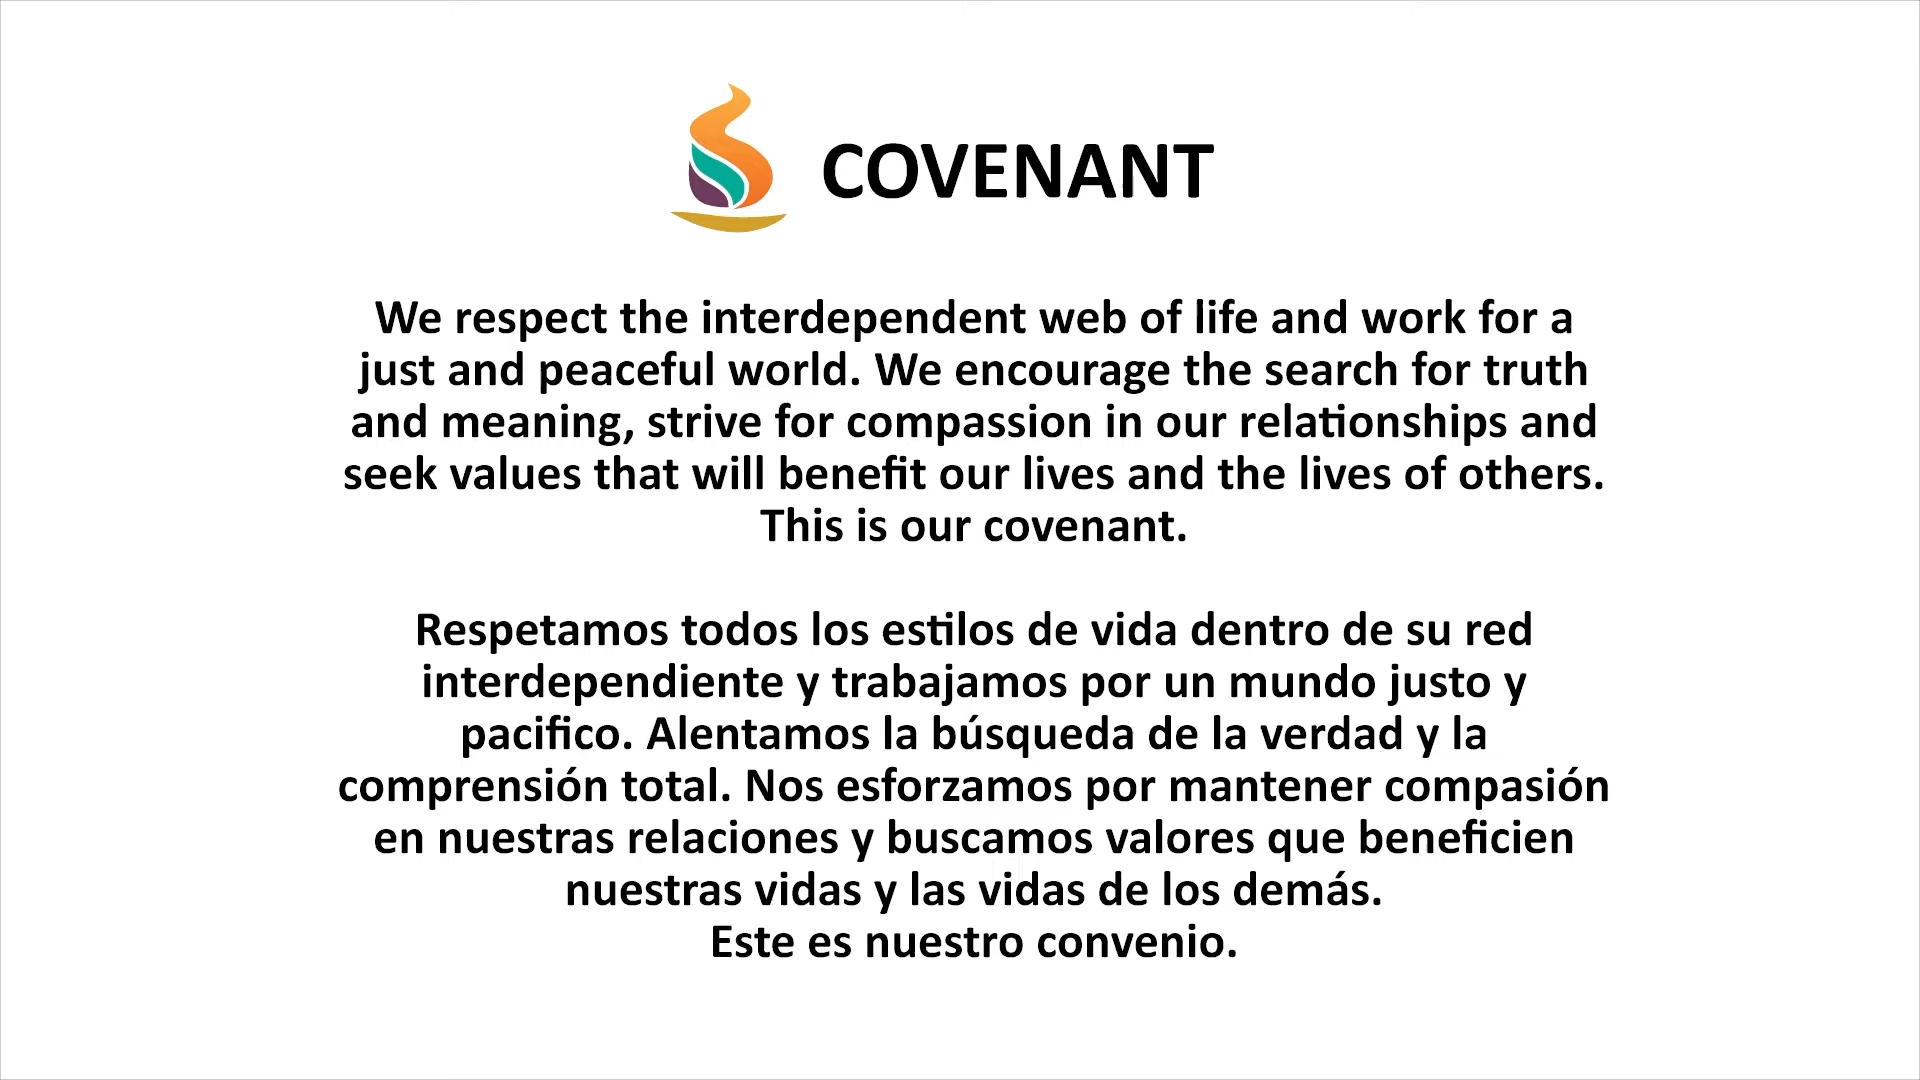 COVENANT
We respect the interdependent web of life and work for a
just and peaceful world. We encourage the search for truth
and meaning, strive for compassion in our relationships and
seek values that will benefit our lives and the lives of others.
This is our covenant.
Respetamos todos los estilos de vida dentro de su red
interdependiente y trabajamos por un mundo justo y
pacifico. Alentamos la búsqueda de la verdad y la
comprensión total. Nos esforzamos por mantener compasión
en nuestras relaciones y buscamos valores que beneficien
nuestras vidas y las vidas de los demás.
Este es nuestro convenio.